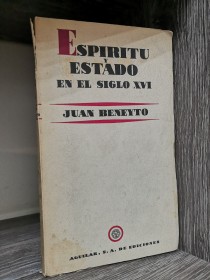 ESPIRITU
Y
ESTADO
EN EL SIGLO XVI
JUAN BENEYTO
AGUILAR, S. A. DE EDICIONES